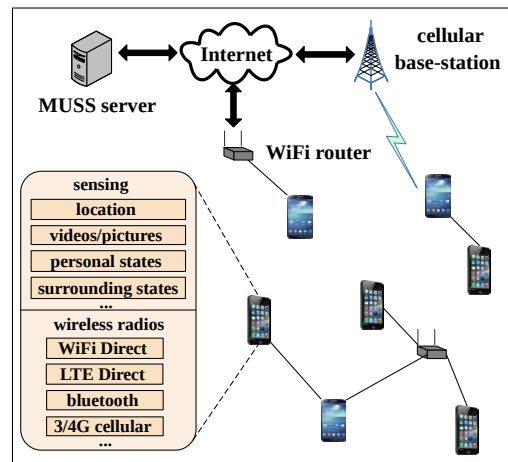 Internet
cellular
base-station
MUSS server
WiFi router
sensing
location
videos/pictures
personal states
surrounding states
...
wireless radios
WiFi Direct
LTE Direct
bluetooth
3/4G cellular
...